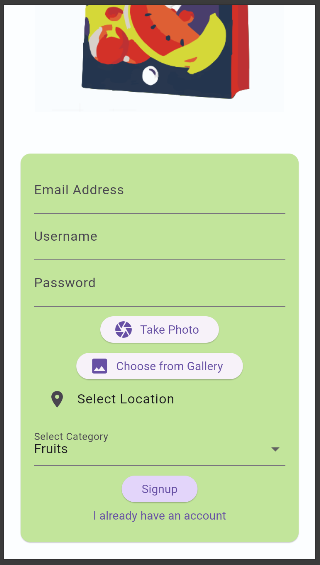 Email Address
Username
Password
Take Photo
Choose from Gallery
Select Location
Select Category
Fruits
Signup
I already have an account